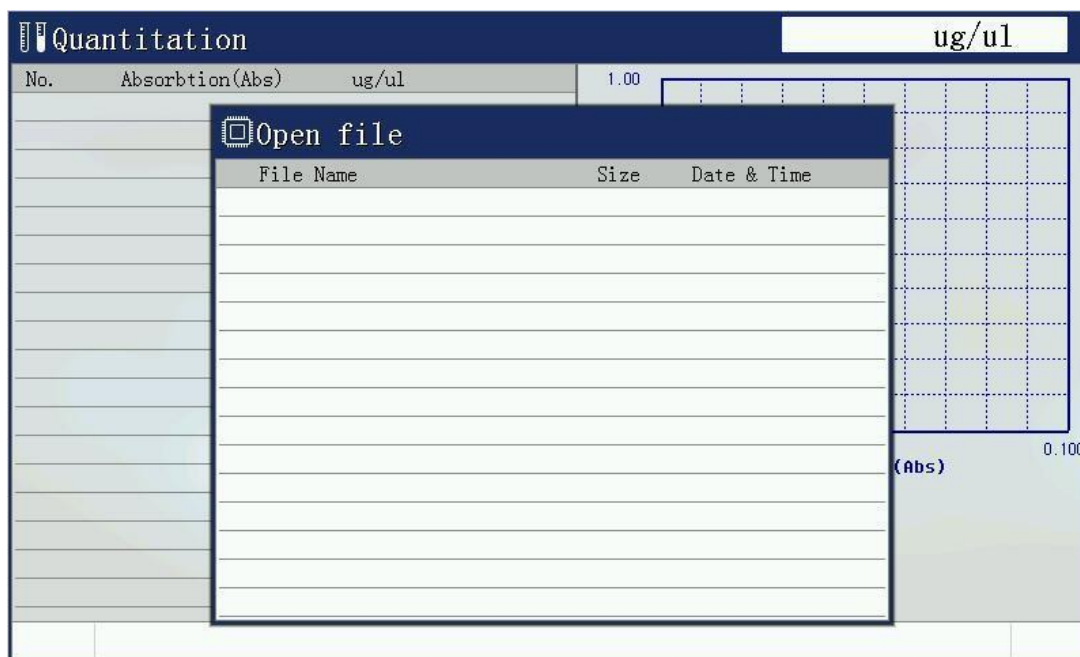 Quantitation
ug/ul
No. Absorbtion(Abs) ug/ul
1.00
Open file
File Name Size Date & Time
0.100
(Abs)